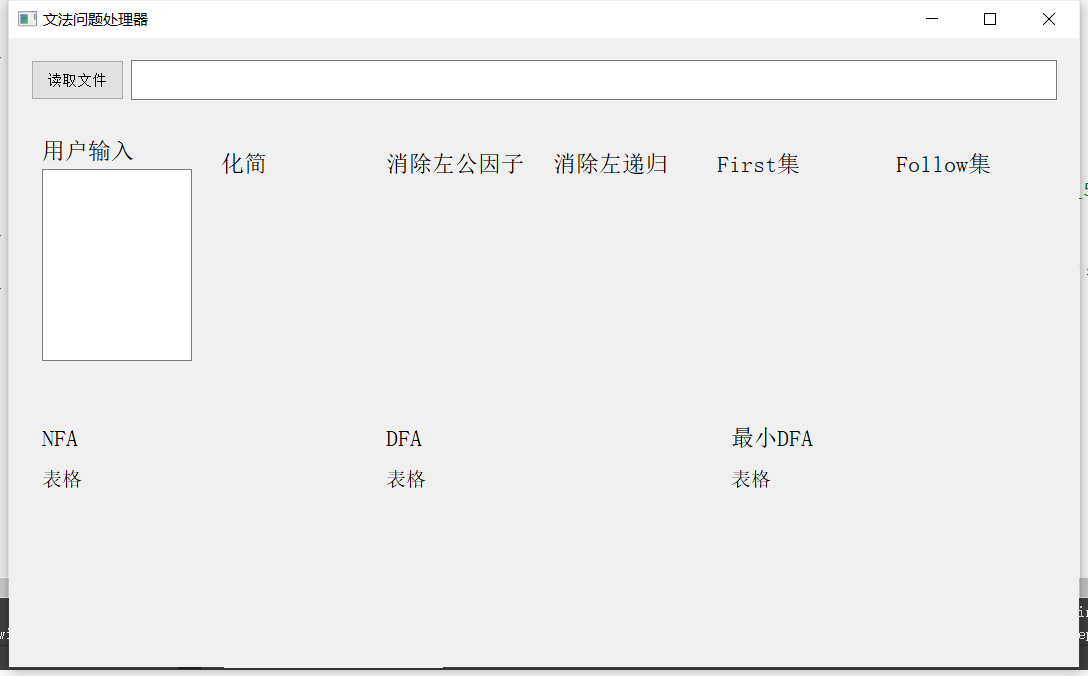 文法问题处理器
读取文件
用户输入
化简
消除左公因子
消除左递归
First集
Follow集
NFA
DFA
最小DFA
表格
表格
表格